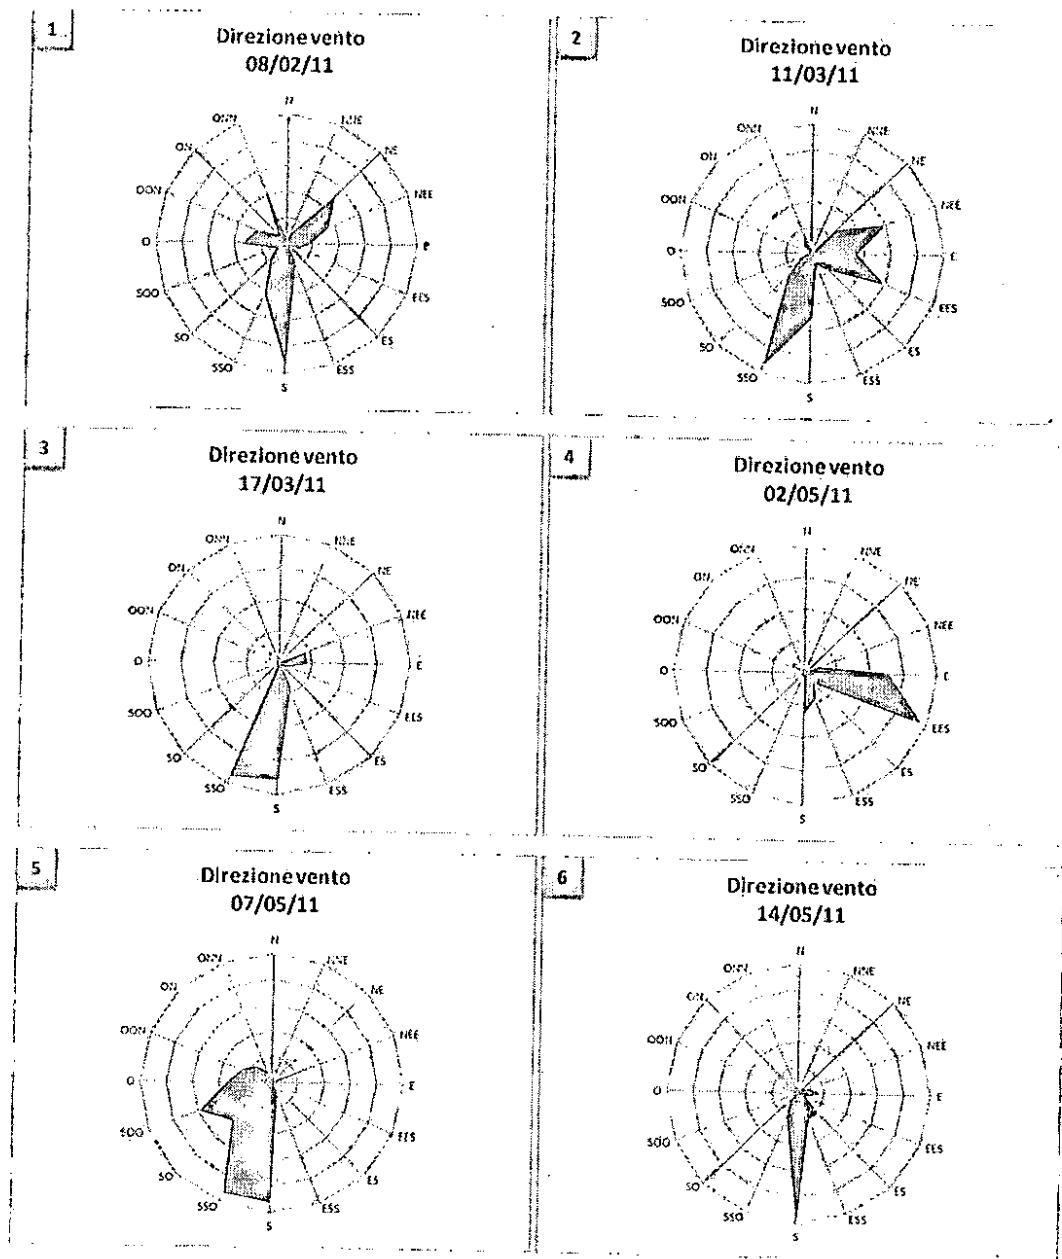 1
Direzione vento
08/02/11
N
NNE
NE
NEE
EES
ES
ESS
S
SSO
SO
SOO
O
OON
ON
ONN
2
Direzione vento
11/03/11
N
NNE
NE
NEE
E
EES
ES
ESS
S
SSO
SO
SOO
O
OON
ON
ONN
3
Direzione vento
17/03/11
N
NNE
NE
NEE
E
EES
ES
ESS
S
SSO
SO
SOO
O
OON
ON
ONN
4
Direzione vento
02/05/11
N
NNE
NE
NEE
E
EES
ES
ESS
S
SSO
SO
SOO
O
OON
ON
ONN
5
Direzione vento
07/05/11
N
NNE
NE
NEE
E
EES
ES
ESS
S
SSO
SO
SOO
O
OON
ON
ONN
6
Direzione vento
14/05/11
N
NNE
NE
NEE
E
EES
ES
ESS
S
SSO
SO
SOO
O
OON
ON
ONN